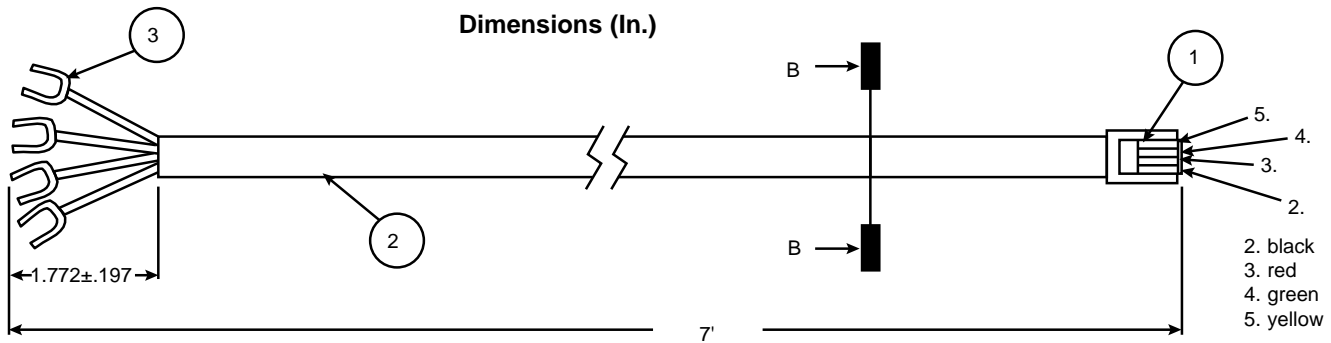 Dimensions (In.)
3
B
1
5.
4.
3.
2.
B
2
2. black
3. red
4. green
5. yellow
1.772±.197
7'